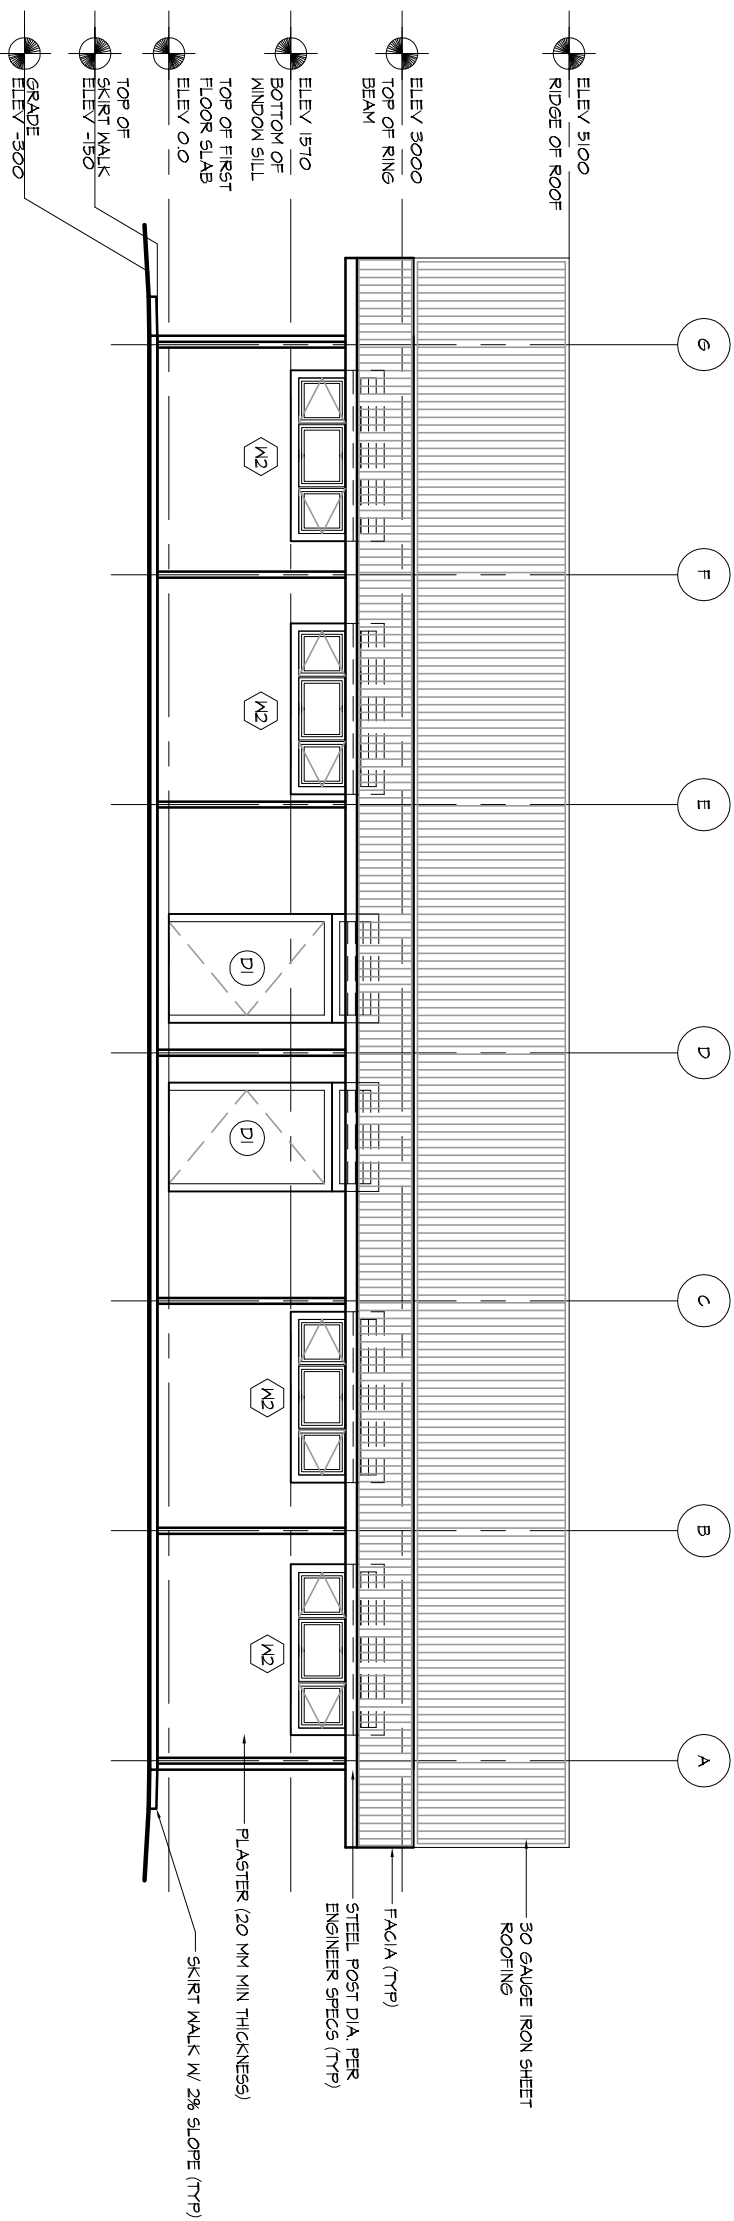 G
F
E
D
C
B
A
ELEV 5100
RIDGE OF ROOF
ELEV 3000
TOP OF RING
BEAM
ELEV 1570
BOTTOM OF
WINDOW SILL
TOP OF FIRST
FLOOR SLAB
ELEV 0.0
TOP OF
SKIRT WALK
ELEV -150
GRADE
ELEV -300
W2
W2
D1
D1
W2
W2
30 GAUGE IRON SHEET
ROOFING
FACIA (TYP)
STEEL POST DIA. PER
ENGINEER SPECS (TYP)
PLASTER (20 MM MIN THICKNESS)
SKIRT WALK W/ 2% SLOPE (TYP)